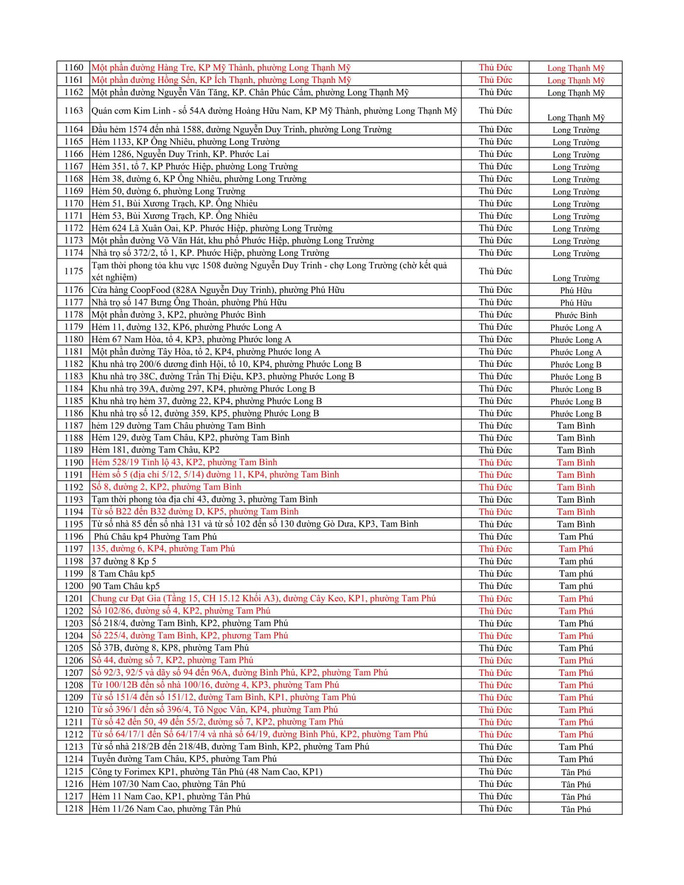 1160 Một phần đường Hàng Tre, KP Mỹ Thành, phường Long Thạnh Mỹ Thủ Đức Long Thạnh Mỹ
1161 Một phần đường Hồng Sến, KP Ích Thạnh, phường Long Thạnh Mỹ Thủ Đức Long Thạnh Mỹ
1162 Một phần đường Nguyễn Văn Tăng, KP. Chân Phúc Cẩm, phường Long Thạnh Mỹ Thủ Đức Long Thạnh Mỹ
1163 Quán cơm Kim Linh - số 54A đường Hoàng Hữu Nam, KP Mỹ Thành, phường Long Thạnh Mỹ Thủ Đức Long Thạnh Mỹ
1164 Đầu hẻm 1574 đến nhà 1588, đường Nguyễn Duy Trinh, phường Long Trường Thủ Đức Long Trường
1165 Hẻm 1133, KP Ông Nhiêu, phường Long Trường Thủ Đức Long Trường
1166 Hẻm 1286, Nguyễn Duy Trinh, KP. Phước Lai Thủ Đức Long Trường
1167 Hẻm 351, tổ 7, KP Phước Hiệp, phường Long Trường Thủ Đức Long Trường
1168 Hẻm 38, đường 6, KP Ông Nhiêu, phường Long Trường Thủ Đức Long Trường
1169 Hẻm 50, đường 6, phường Long Trường Thủ Đức Long Trường
1170 Hẻm 51, Bùi Xương Trạch, KP. Ông Nhiêu Thủ Đức Long Trường
1171 Hẻm 53, Bùi Xương Trạch, KP. Ông Nhiêu Thủ Đức Long Trường
1172 Hẻm 624 Lã Xuân Oai, KP. Phước Hiệp, phường Long Trường Thủ Đức Long Trường
1173 Một phần đường Võ Văn Hát, khu phố Phước Hiệp, phường Long Trường Thủ Đức Long Trường
1174 Nhà trọ số 372/2, tổ 1, KP. Phước Hiệp, phường Long Trường Thủ Đức Long Trường
1175 Tạm thời phong tỏa khu vực 1508 đường Nguyễn Duy Trinh - chợ Long Trường (chờ kết quả
xét nghiệm) Thủ Đức Long Trường
1176 Cửa hàng CoopFood (828A Nguyễn Duy Trinh), phường Phú Hữu Thủ Đức Phú Hữu
1177 Nhà trọ số 147 Bưng Ông Thoàn, phường Phú Hữu Thủ Đức Phú Hữu
1178 Một phần đường 3, KP2, phường Phước Bình Thủ Đức Phước Bình
1179 Hẻm 11, đường 132, KP6, phường Phước Long A Thủ Đức Phước Long A
1180 Hẻm 67 Nam Hòa, tổ 4, KP3, phường Phước long A Thủ Đức Phước Long A
1181 Một phần đường Tây Hòa, tổ 2, KP4, phường Phước long A Thủ Đức Phước Long A
1182 Khu nhà trọ 200/6 dương đình Hội, tổ 10, KP4, phường Phước Long B Thủ Đức Phước Long B
1183 Khu nhà trọ 38C, đường Trần Thị Điệu, KP3, phường Phước Long B Thủ Đức Phước Long B
1184 Khu nhà trọ 39A, đường 297, KP4, phường Phước Long B Thủ Đức Phước Long B
1185 Khu nhà trọ hẻm 37, đường 22, KP4, phường Phước Long B Thủ Đức Phước Long B
1186 Khu nhà trọ số 12, đường 359, KP5, phường Phước Long B Thủ Đức Phước Long B
1187 hẻm 129 đường Tam Châu phường Tam Bình Thủ Đức Tam Bình
1188 Hẻm 129, đườg Tam Châu, KP2, phường Tam Bình Thủ Đức Tam Bình
1189 Hẻm 181, đường Tam Châu, KP2 Thủ Đức Tam Bình
1190 Hẻm 528/19 Tỉnh lộ 43, KP2, phường Tam Bình Thủ Đức Tam Bình
1191 Hẻm số 5 (địa chỉ 5/12, 5/14) đường 11, KP4, phường Tam Bình Thủ Đức Tam Bình
1192 Số 8, đường 2, KP2, phường Tam Bình Thủ Đức Tam Bình
1193 Tạm thời phong tỏa địa chỉ 43, đường 3, phường Tam Bình Thủ Đức Tam Bình
1194 Từ số B22 đến B32 đường D, KP5, phường Tam Bình Thủ Đức Tam Bình
1195 Từ số nhà 85 đến số nhà 131 và từ số 102 đến số 130 đường Gò Dưa, KP3, Tam Bình Thủ Đức Tam Bình
1196 Phú Châu kp4 Phường Tam Phú Thủ Đức Tam Phú
1197 135, đường 6, KP4, phường Tam Phú Thủ Đức Tam Phú
1198 37 đường 8 Kp 5 Thủ Đức Tam phú
1199 8 Tam Châu kp5 Thủ Đức Tam phú
1200 90 Tam Châu kp5 Thủ Đức Tam phú
1201 Chung cư Đạt Gia (Tầng 15, CH 15.12 Khối A3), đường Cây Keo, KP1, phường Tam Phú Thủ Đức Tam Phú
1202 Số 102/86, đường số 4, KP2, phường Tam Phú Thủ Đức Tam Phú
1203 Số 218/4, đường Tam Bình, KP2, phường Tam Phú Thủ Đức Tam Phú
1204 Số 225/4, đường Tam Bình, KP2, phương Tam Phú Thủ Đức Tam Phú
1205 Số 37B, đường 8, KP8, phường Tam Phú Thủ Đức Tam Phú
1206 Số 44, đường số 7, KP2, phường Tam Phú Thủ Đức Tam Phú
1207 Số 92/3, 92/5 và dãy số 94 đến 96A, đường Bình Phú, KP2, phường Tam Phú Thủ Đức Tam Phú
1208 Từ 100/12B đến số nhà 100/16, đường 4, KP3, phường Tam Phú Thủ Đức Tam Phú
1209 Từ số 151/4 đến số 151/12, đường Tam Bình, KP1, phường Tam Phú Thủ Đức Tam Phú
1210 Từ số 396/1 đến số 396/4, Tô Ngọc Vân, KP4, phường Tam Phú Thủ Đức Tam Phú
1211 Từ số 42 đến 50, 49 đến 55/2, đường số 7, KP2, phường Tam Phú Thủ Đức Tam Phú
1212 Từ số 64/17/1 đến Số 64/17/4 và nhà số 64/19, đường Bình Phú, KP2, phường Tam Phú Thủ Đức Tam Phú
1213 Từ số nhà 218/2B đến 218/4B, đường Tam Bình, KP2, phường Tam Phú Thủ Đức Tam Phú
1214 Tuyến đường Tam Châu, KP5, phường Tam Phú Thủ Đức Tam Phú
1215 Công ty Forimex KP1, phường Tân Phú (48 Nam Cao, KP1) Thủ Đức Tân Phú
1216 Hẻm 107/30 Nam Cao, phường Tân Phú Thủ Đức Tân Phú
1217 Hẻm 11 Nam Cao, KP1, phường Tân Phú Thủ Đức Tân Phú
1218 Hẻm 11/26 Nam Cao, phường Tân Phú Thủ Đức Tân Phú